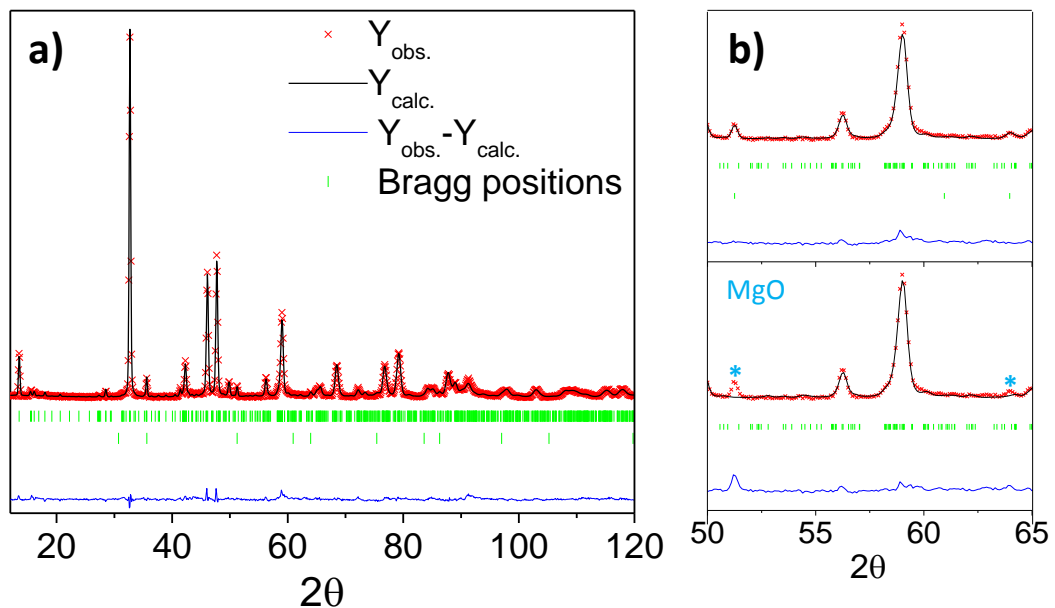 a)
× Yobs.
Ycalc.
Yobs.-Ycalc.
Bragg positions
20 40 60 80 100 120
2θ
b)
MgO
* *
50 55 60 65
2θ